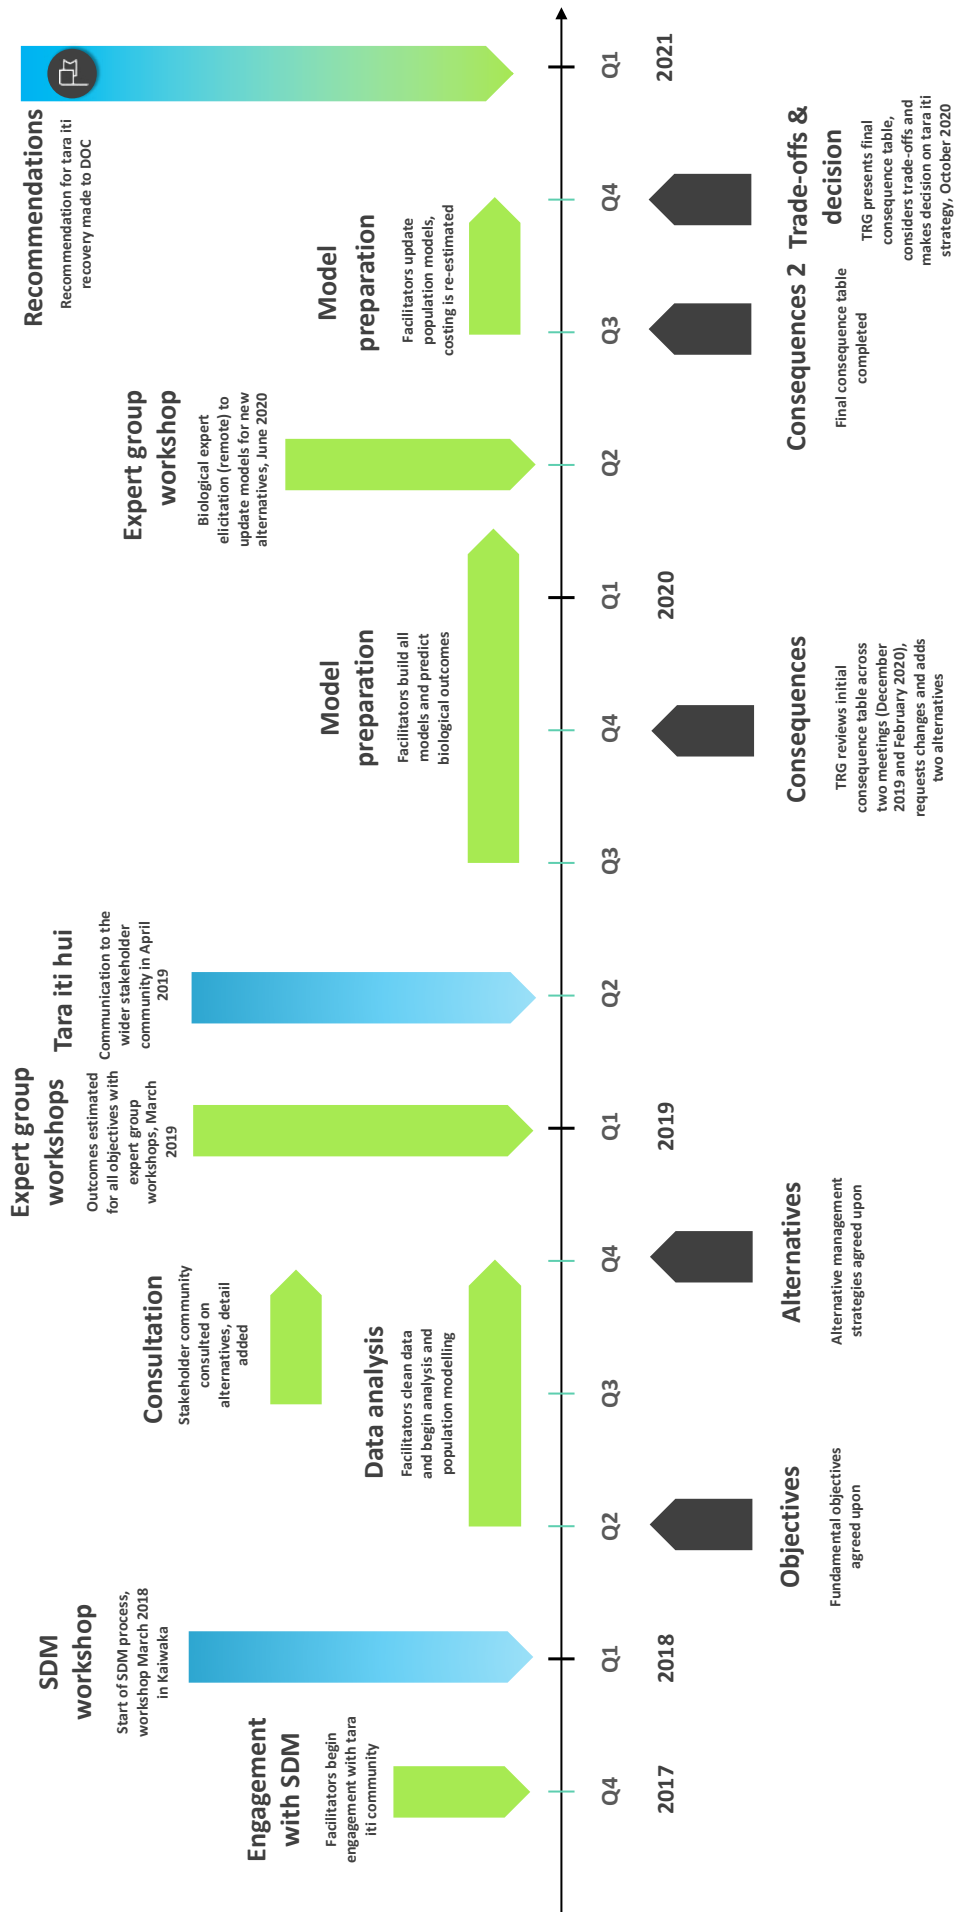 Engagement
with SDM
Facilitators begin
engagement with tara
iti community
SDM
workshop
Start of SDM process,
workshop March 2018
in Kaiwaka
Data analysis
Facilitators clean data
and begin analysis and
population modelling
Consultation
Stakeholder community
consulted on
alternatives, detail
added
Expert group
workshops
Outcomes estimated
for all objectives with
expert group
workshops, March
2019
Tara iti hui
Communication to the
wider stakeholder
community in April
2019
Model
preparation
Facilitators build all
models and predict
biological outcomes
Expert group
workshop
Biological expert
elicitation (remote) to
update models for new
alternatives, June 2020
Model
preparation
Facilitators update
population models,
costing is re-estimated
Recommendations
Recommendation for tara iti
recovery made to DOC
Q4
Q1
Q2
Q3
Q4
Q1
Q2
Q3
Q4
Q1
Q2
Q3
Q4
Q1
2017
2018
2019
2020
2021
Objectives
Fundamental objectives
agreed upon
Alternatives
Alternative management
strategies agreed upon
Consequences
TRG reviews initial
consequence table across
two meetings (December
2019 and February 2020),
requests changes and adds
two alternatives
Consequences 2
Final consequence table
completed
Trade-offs &
decision
TRG presents final
consequence table,
considers trade-offs and
makes decision on tara iti
strategy, October 2020